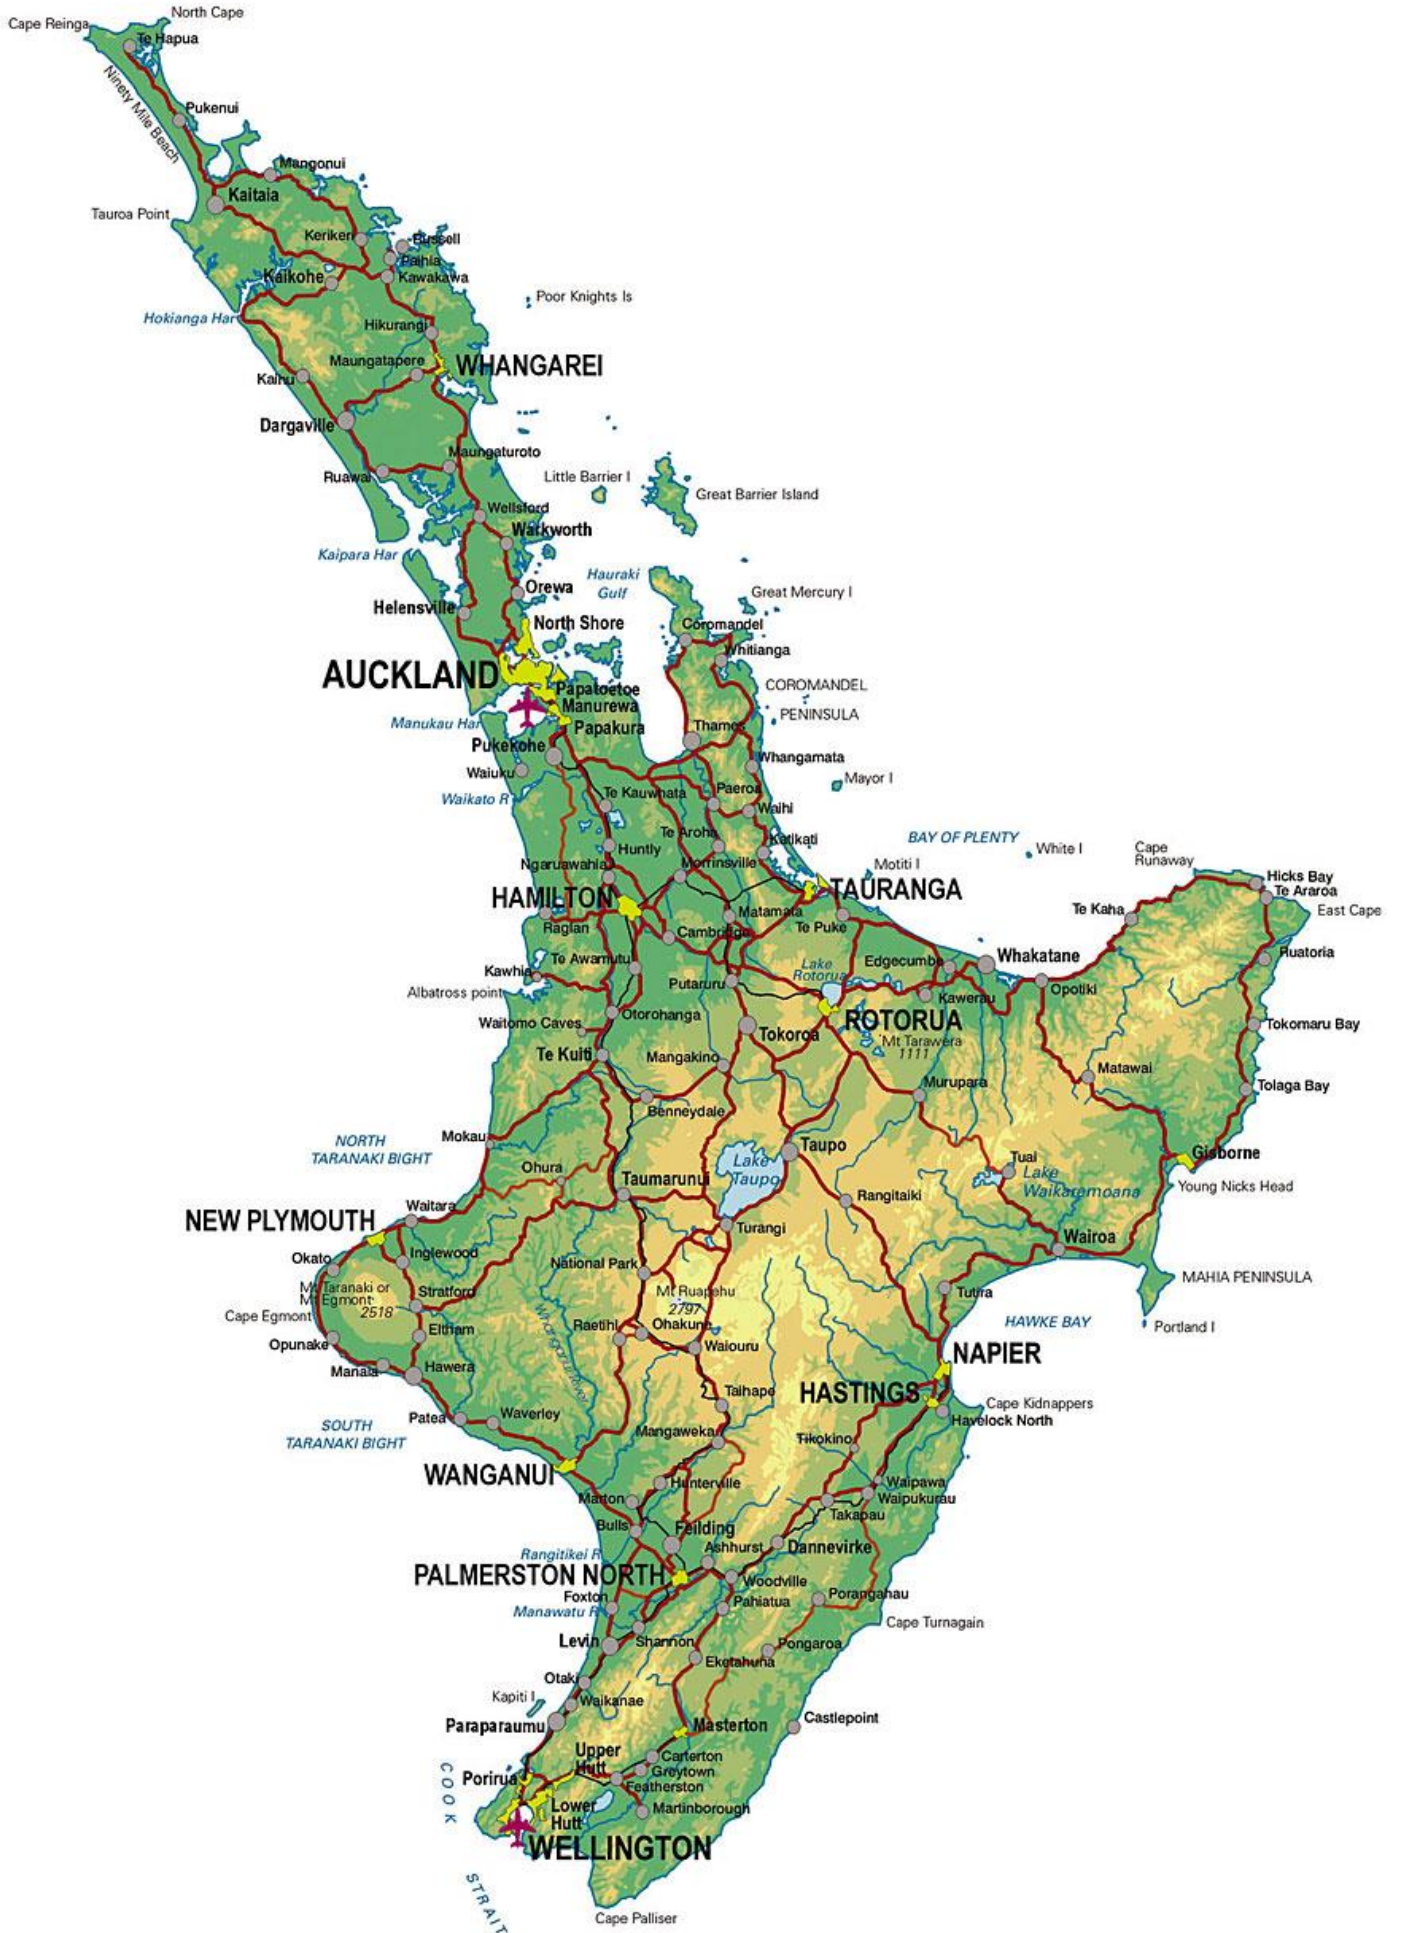 North Cape
Cape Reinga
Te Hapua
Ninety Mile Beach
Pukenui
Mangonui
Kaitaia
Tauroa Point
Kerikeri
Russell
Paihia
Kaikohe
Kawakawa
Poor Knights Is
Hokianga Har
Hikurangi
Maungatapere
WHANGAREI
Kaihu
Dargaville
Maungaturoto
Ruawai
Little Barrier I
Great Barrier Island
Wellsford
Warkworth
Kaipara Har
Hauraki
Gulf
Orewa
Great Mercury I
Helensville
North Shore
Coromandel
Whitianga
AUCKLAND
COROMANDEL
PENINSULA
Papatoetoe
Manurewa
Manukau Har
Papakura
Thames
Pukekohe
Whangamata
Waiuku
Mayor I
Waikato R
Te Kauwhata
Paeroa
Waihi
Te Aroha
Katikati
BAY OF PLENTY
Huntly
White I
Cape
Runaway
Ngaruawahia
Morrinsville
Motiti I
Hicks Bay
TAURANGA
Te Araroa
HAMILTON
Te Kaha
East Cape
Matamata
Raglan
Te Puke
Cambridge
Ruatoria
Te Awamutu
Edgecumbe
Whakatane
Kawhia
Lake
Rotorua
Putaruru
Opotiki
Albatross point
Kawerau
Otorohanga
ROTORUA
Waitomo Caves
Tokoroa
Tokomaru Bay
Mt Tarawera
1111
Te Kuiti
Mangakino
Matawai
Murupara
Tolaga Bay
Benneydale
Mokau
NORTH
TARANAKI BIGHT
Taupo
Gisborne
Lake
Taupo
Tuai
Ohura
Lake
Waikaremoana
Taumarunui
Young Nicks Head
Rangitaiki
Waitara
NEW PLYMOUTH
Turangi
Wairoa
Okato
Inglewood
National Park
MAHIA PENINSULA
Mt Taranaki or
Mt Egmont
2518
Stratford
Mt Ruapehu
2797
Tutira
Cape Egmont
Whanganui River
HAWKE BAY
Portland I
Raetihi
Ohakune
Eltham
Opunake
Waiouru
NAPIER
Manaia
Hawera
Taihape
HASTINGS
Cape Kidnappers
Patea
Waverley
Havelock North
SOUTH
TARANAKI BIGHT
Mangaweka
Tikokino
WANGANUI
Hunterville
Waipawa
Marton
Waipukurau
Takapau
Bulls
Feilding
Rangitikei R
Ashhurst
Dannevirke
PALMERSTON NORTH
Woodville
Foxton
Pahiatua
Porangahau
Manawatu R
Cape Turnagain
Levin
Shannon
Pongaroa
Eketahuna
Otaki
Kapiti I
Waikanae
Paraparaumu
Masterton
Castlepoint
Upper
Hutt
Carterton
Porirua
Greytown
Featherston
COOK
Lower
Hutt
Martinborough
WELLINGTON
STRAIT
Cape Palliser